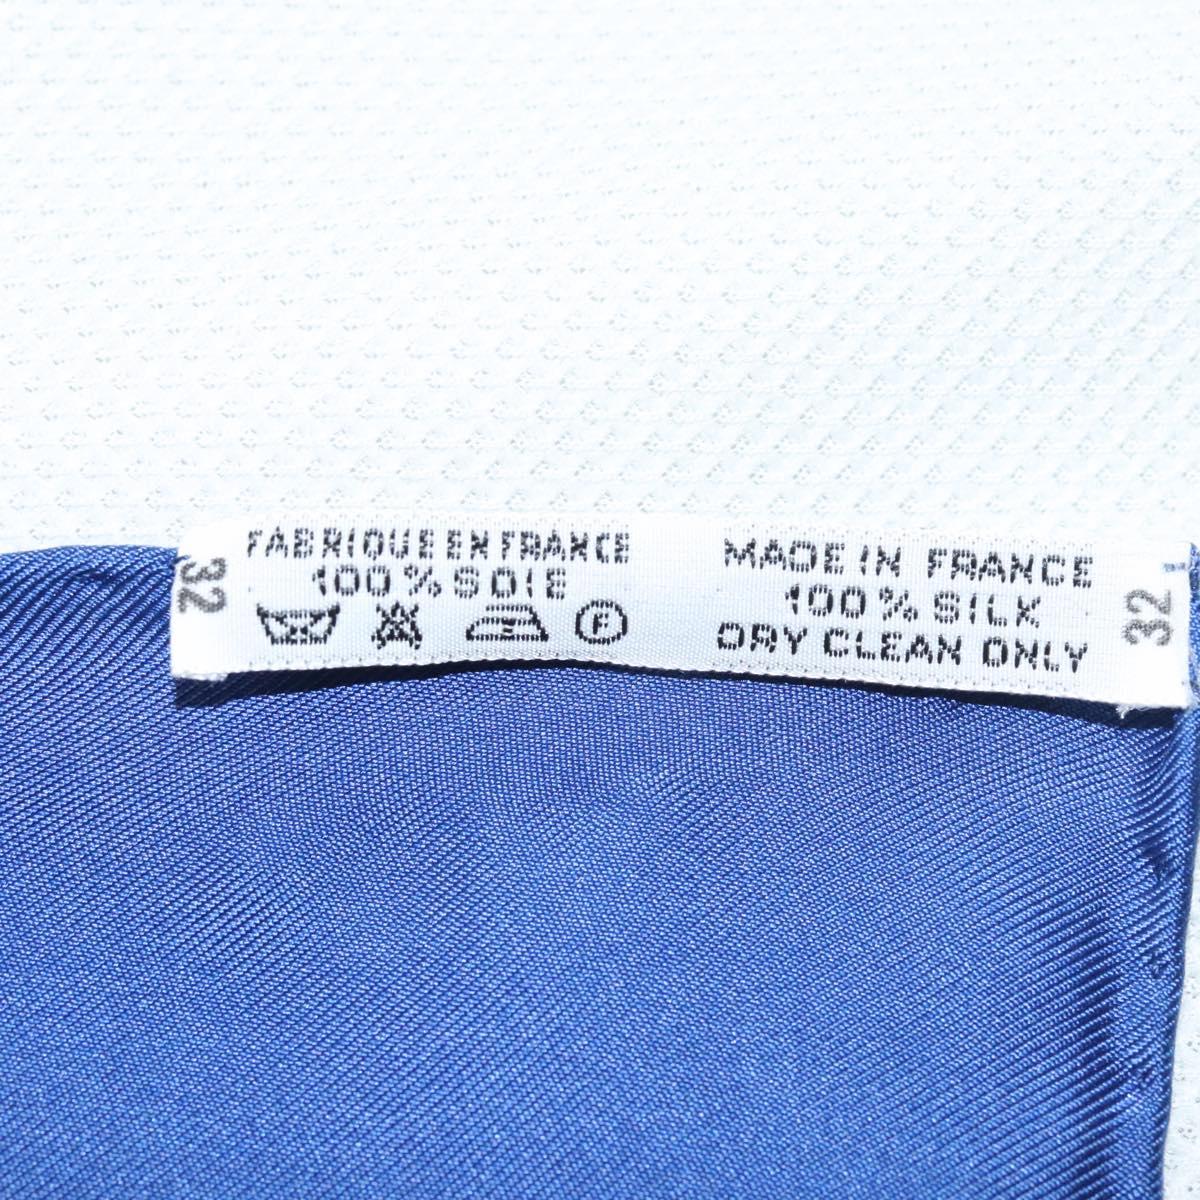 32
FABRIQUE EN FRANCE
100% SOIE
F
MADE IN FRANCE
100% SILK
DRY CLEAN ONLY
32